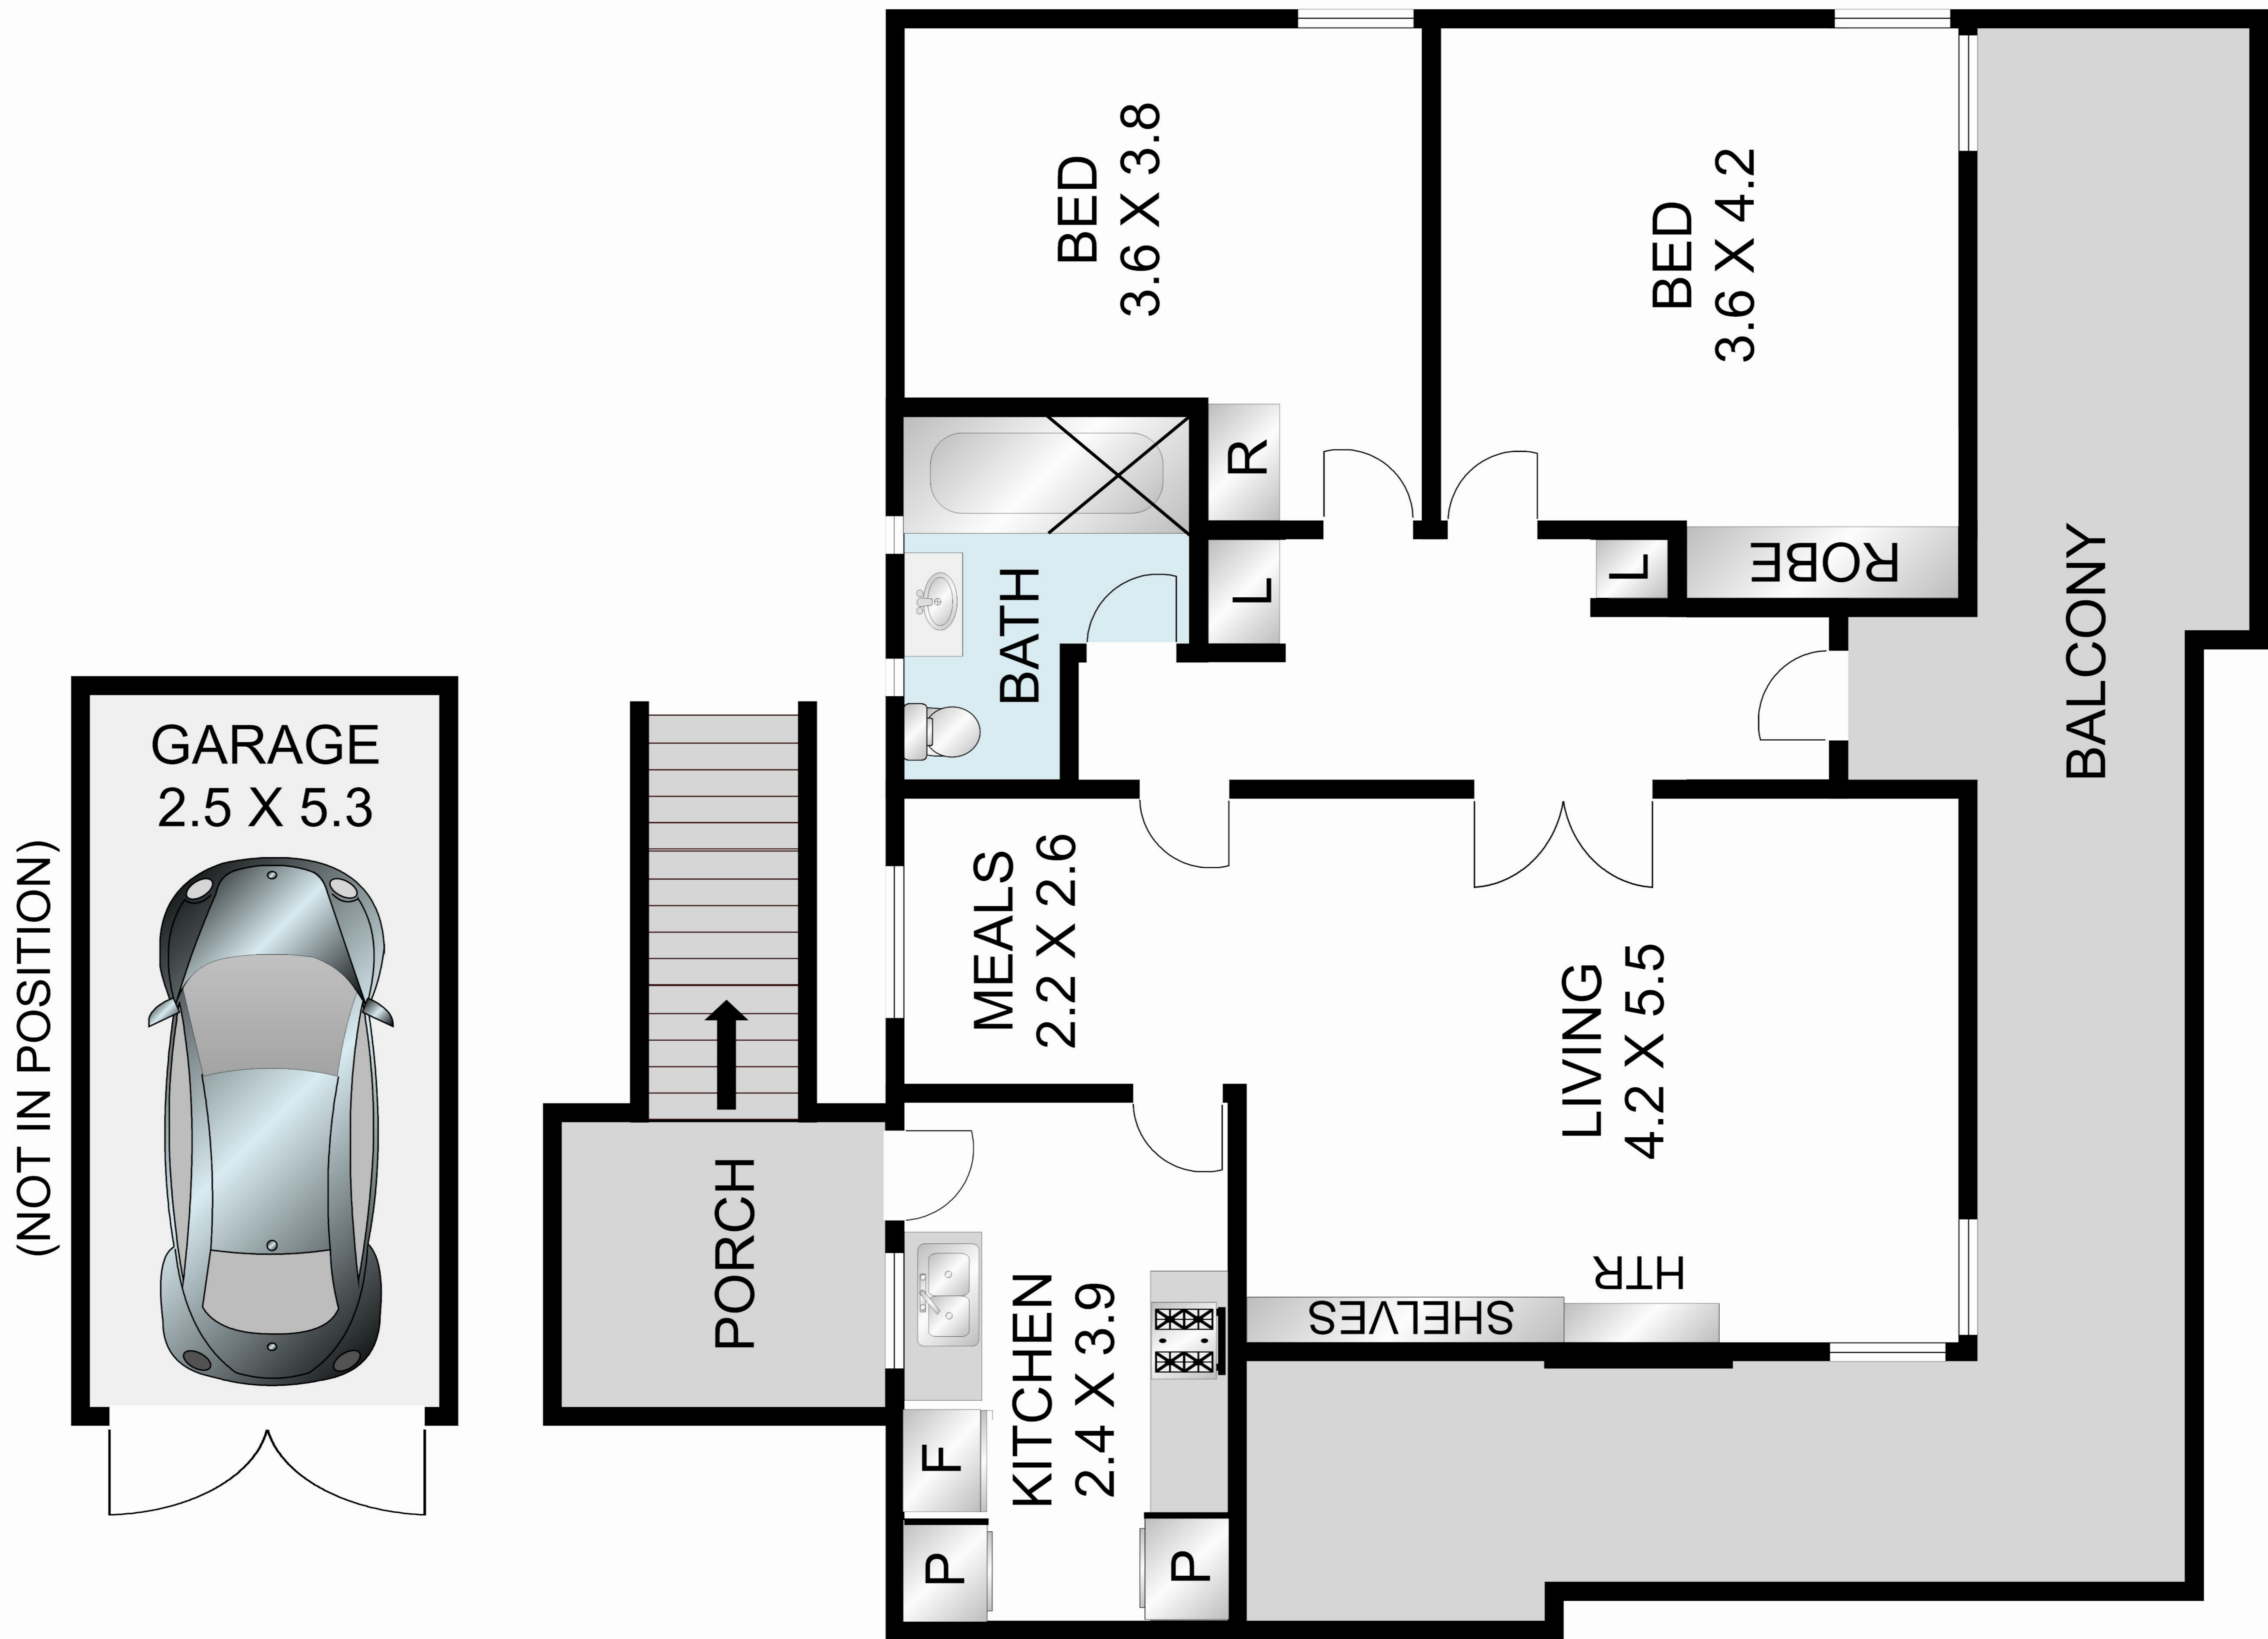 BED
3.6 X 3.8
BED
3.6 X 4.2
R
L
L
ROBE
BATH
BALCONY
GARAGE
2.5 X 5.3
(NOT IN POSITION)
MEALS
2.2 X 2.6
LIVING
4.2 X 5.5
PORCH
KITCHEN
2.4 X 3.9
HTR
SHELVES
F
P
P